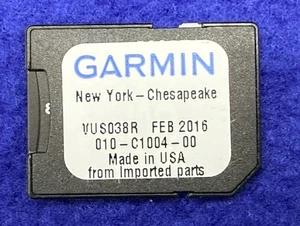 GARMIN
New York – Chesapeake
VUS038R FEB 2016
010-C1004-00
Made in USA
from Imported parts